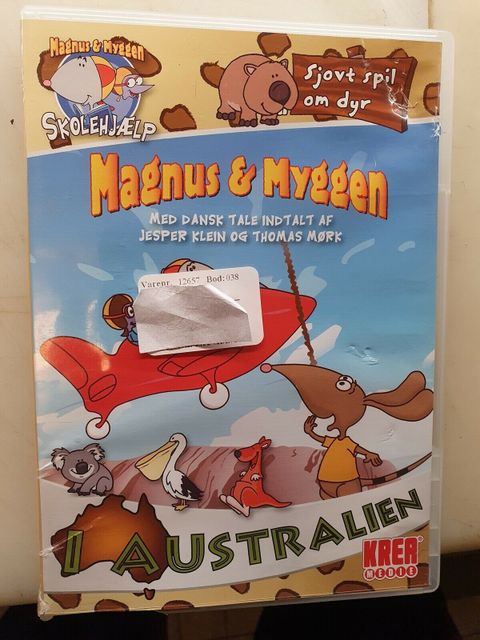 Magnus & Myggen
SKOLEHJÆLP
Sjovt spil
om dyr
Magnus & Myggen
MED DANSK TALE INDTALT AF
JESPER KLEIN OG THOMAS MØRK
Varenr. 12657 Bod:038
I AUSTRALIEN
KREA
MEDIE